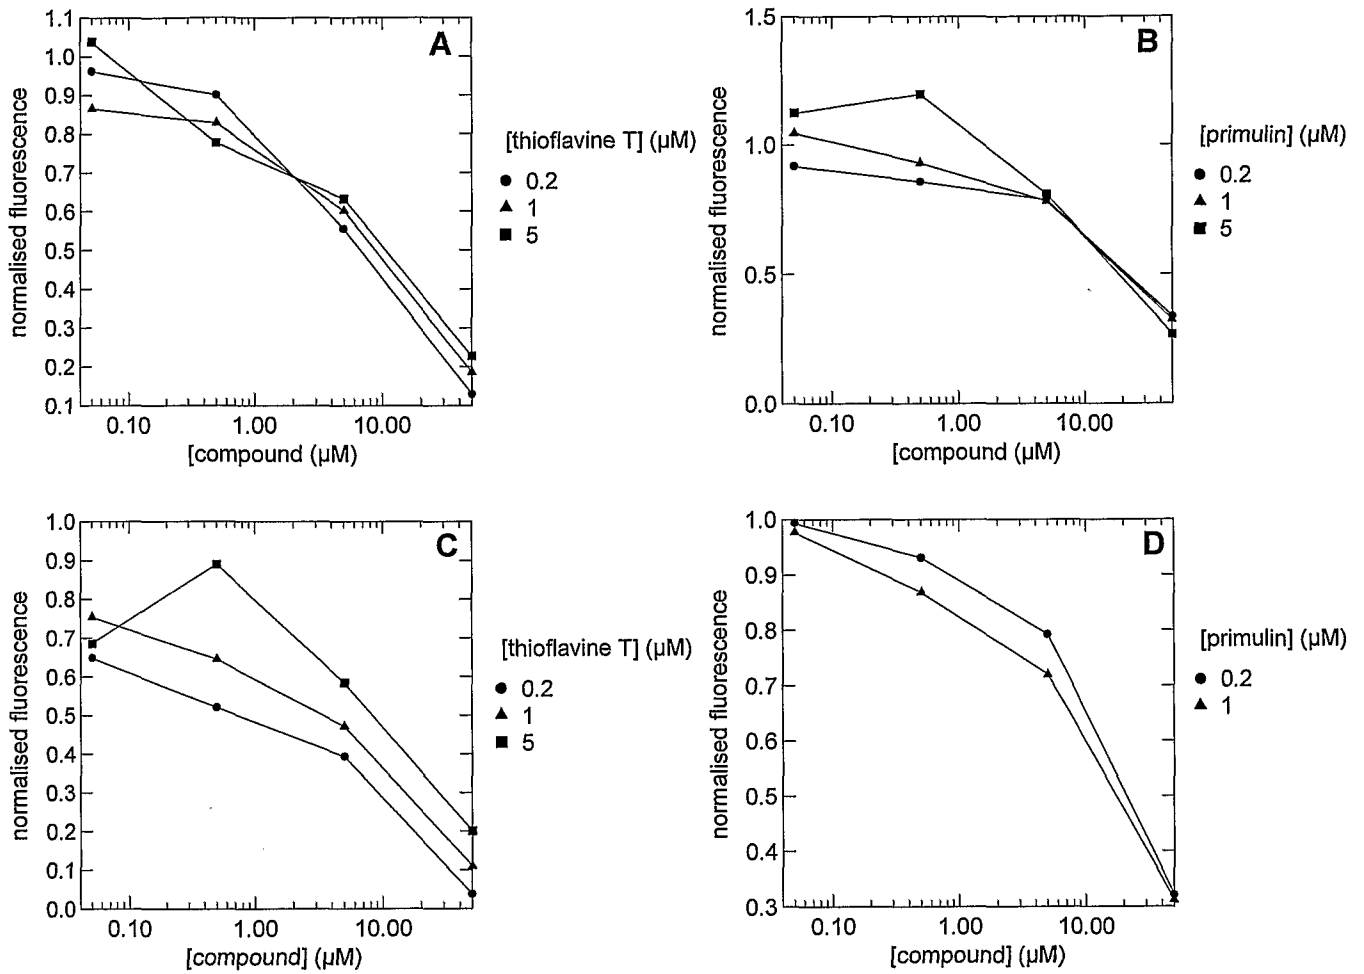 A
1.1
1.0
0.9
0.8
0.7
0.6
0.5
0.4
0.3
0.2
0.1
normalised fluorescence
0.10 1.00 10.00
[compound (µM)
[thioflavine T] (µM)
0.2
1
5
B
1.5
1.0
0.5
0.0
normalised fluorescence
0.10 1.00 10.00
[compound (µM)
[primulin] (µM)
0.2
1
5
C
1.0
0.9
0.8
0.7
0.6
0.5
0.4
0.3
0.2
0.1
0.0
normalised fluorescence
0.10 1.00 10.00
[compound] (µM)
[thioflavine T] (µM)
0.2
1
5
D
1.0
0.9
0.8
0.7
0.6
0.5
0.4
0.3
normalised fluorescence
0.10 1.00 10.00
[compound] (µM)
[primulin] (µM)
0.2
1